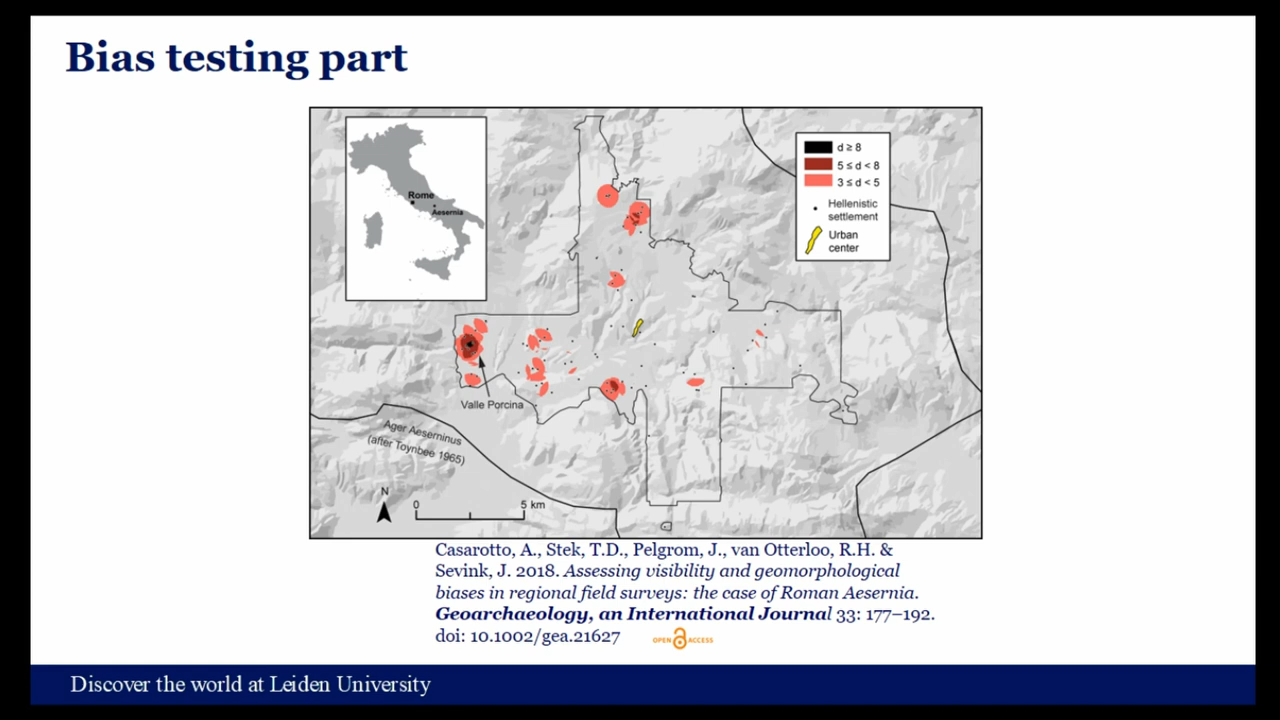 Bias testing part
Rome
Aesernia
d ≥ 8
5 ≤ d < 8
3 ≤ d < 5
Hellenistic
settlement
Urban
center
Valle Porcina
Ager Aeserninus
(after Toynbee 1965)
N
0
5 km
Casarotto, A., Stek, T.D., Pelgrom, J., van Otterloo, R.H. &
Sevink, J. 2018. Assessing visibility and geomorphological
biases in regional field surveys: the case of Roman Aesernia.
Geoarchaeology, an International Journal 33: 177–192.
doi: 10.1002/gea.21627
OPEN ACCESS
Discover the world at Leiden University